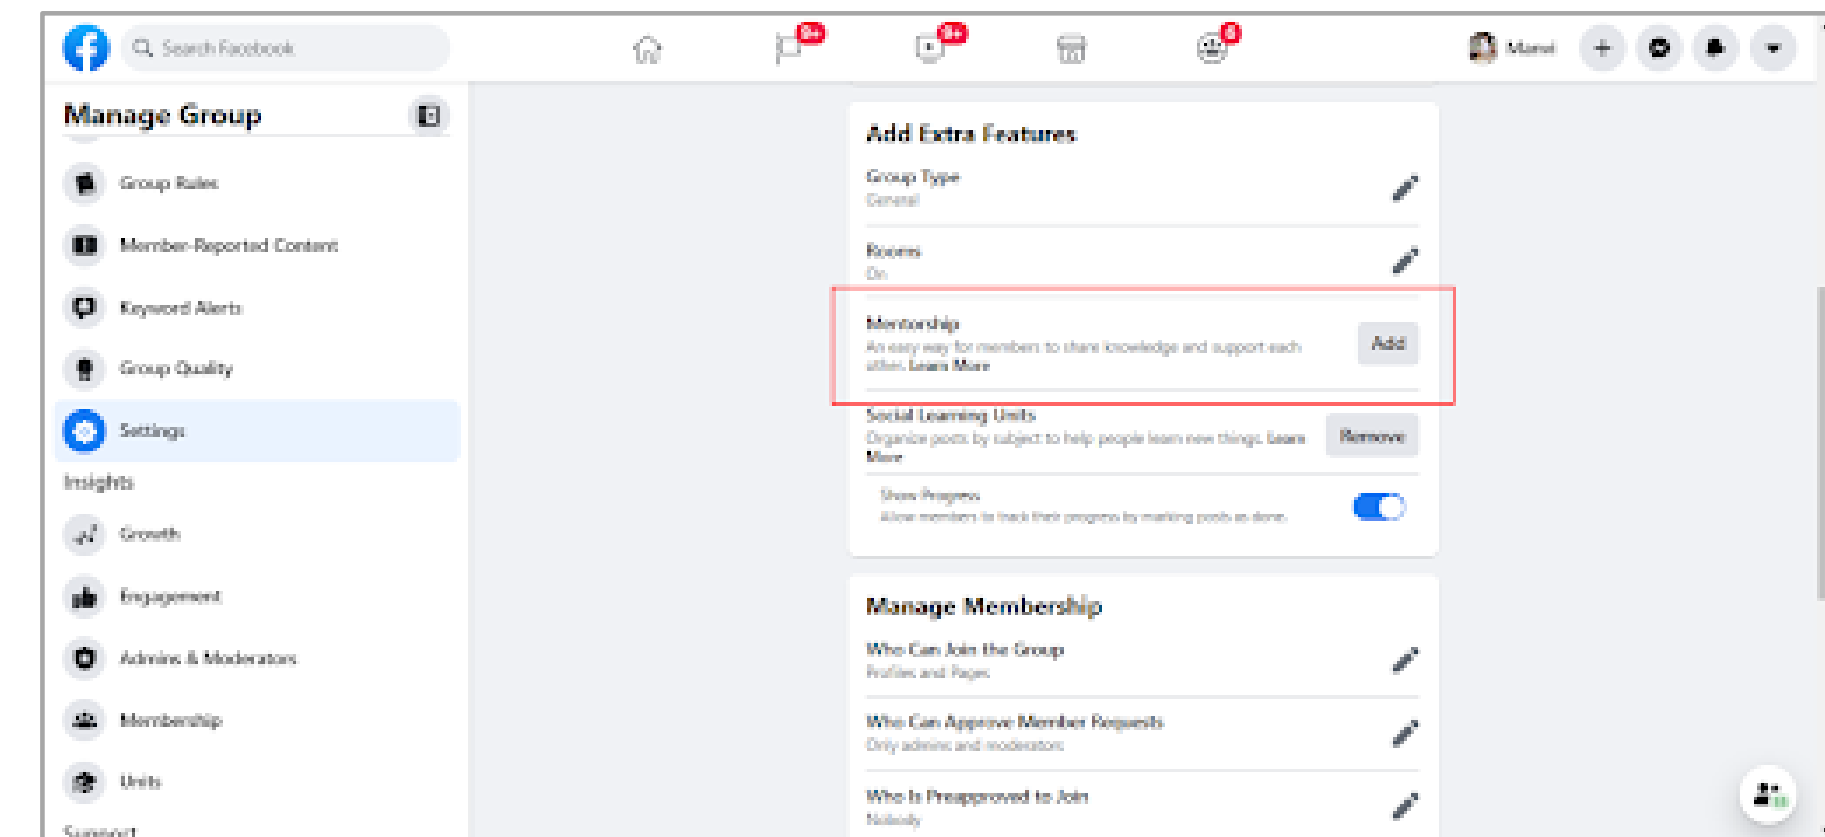 Search Facebook
9+
9+
Manage Group
Group Rules
Member-Reported Content
Keyword Alerts
Group Quality
Settings
Insights
Growth
Engagement
Admins & Moderators
Membership
Units
Support
Add Extra Features
Group Type
General
Rooms
On
Mentorship
An easy way for members to share knowledge and support each
other. Learn More
Add
Social Learning Units
Organize posts by subject to help people learn new things. Learn
More
Remove
Show Progress
Allow members to track their progress by marking posts as done.
Manage Membership
Who Can Join the Group
Profiles and Pages
Who Can Approve Member Requests
Only admins and moderators
Who Is Preapproved to Join
Nobody